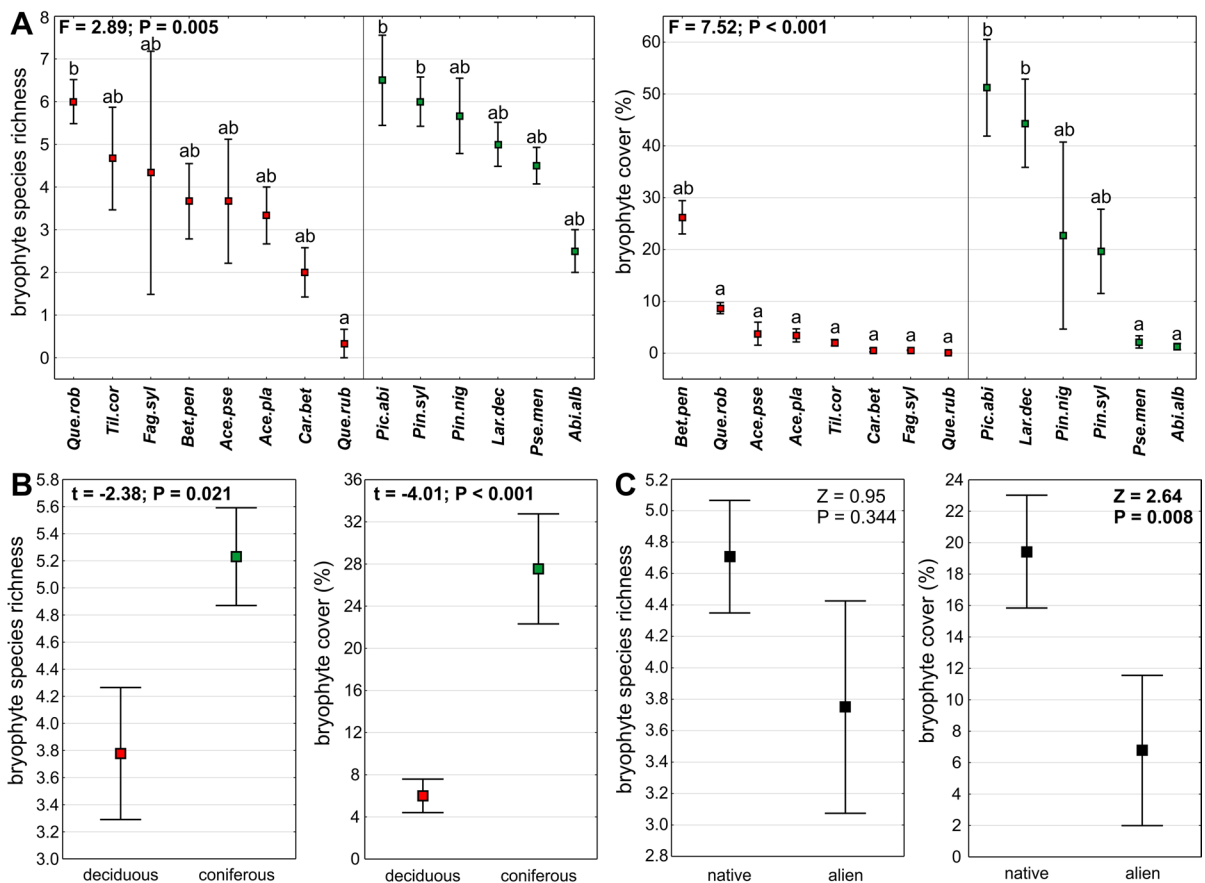 A
F = 2.89; P = 0.005
bryophyte species richness
8
7
6
5
4
3
2
1
0
b
ab
ab
ab
ab
ab
ab
a
b
b
ab
ab
ab
ab
Que.rob
Til.cor
Fag.syl
Bet.pen
Ace.pse
Ace.pla
Car.bet
Que.rub
Pic.abi
Pin.syl
Pin.nig
Lar.dec
Pse.men
Abi.alb
F = 7.52; P < 0.001
bryophyte cover (%)
60
50
40
30
20
10
0
ab
a
a
a
a
a
a
a
b
b
ab
ab
a
a
Bet.pen
Que.rob
Ace.pse
Ace.pla
Til.cor
Car.bet
Fag.syl
Que.rub
Pic.abi
Lar.dec
Pin.nig
Pin.syl
Pse.men
Abi.alb
B
t = -2.38; P = 0.021
bryophyte species richness
5.8
5.6
5.4
5.2
5.0
4.8
4.6
4.4
4.2
4.0
3.8
3.6
3.4
3.2
3.0
deciduous
coniferous
t = -4.01; P < 0.001
bryophyte cover (%)
36
32
28
24
20
16
12
8
4
0
deciduous
coniferous
C
Z = 0.95
P = 0.344
bryophyte species richness
5.2
5.0
4.8
4.6
4.4
4.2
4.0
3.8
3.6
3.4
3.2
3.0
2.8
native
alien
Z = 2.64
P = 0.008
bryophyte cover (%)
24
22
20
18
16
14
12
10
8
6
4
2
0
native
alien